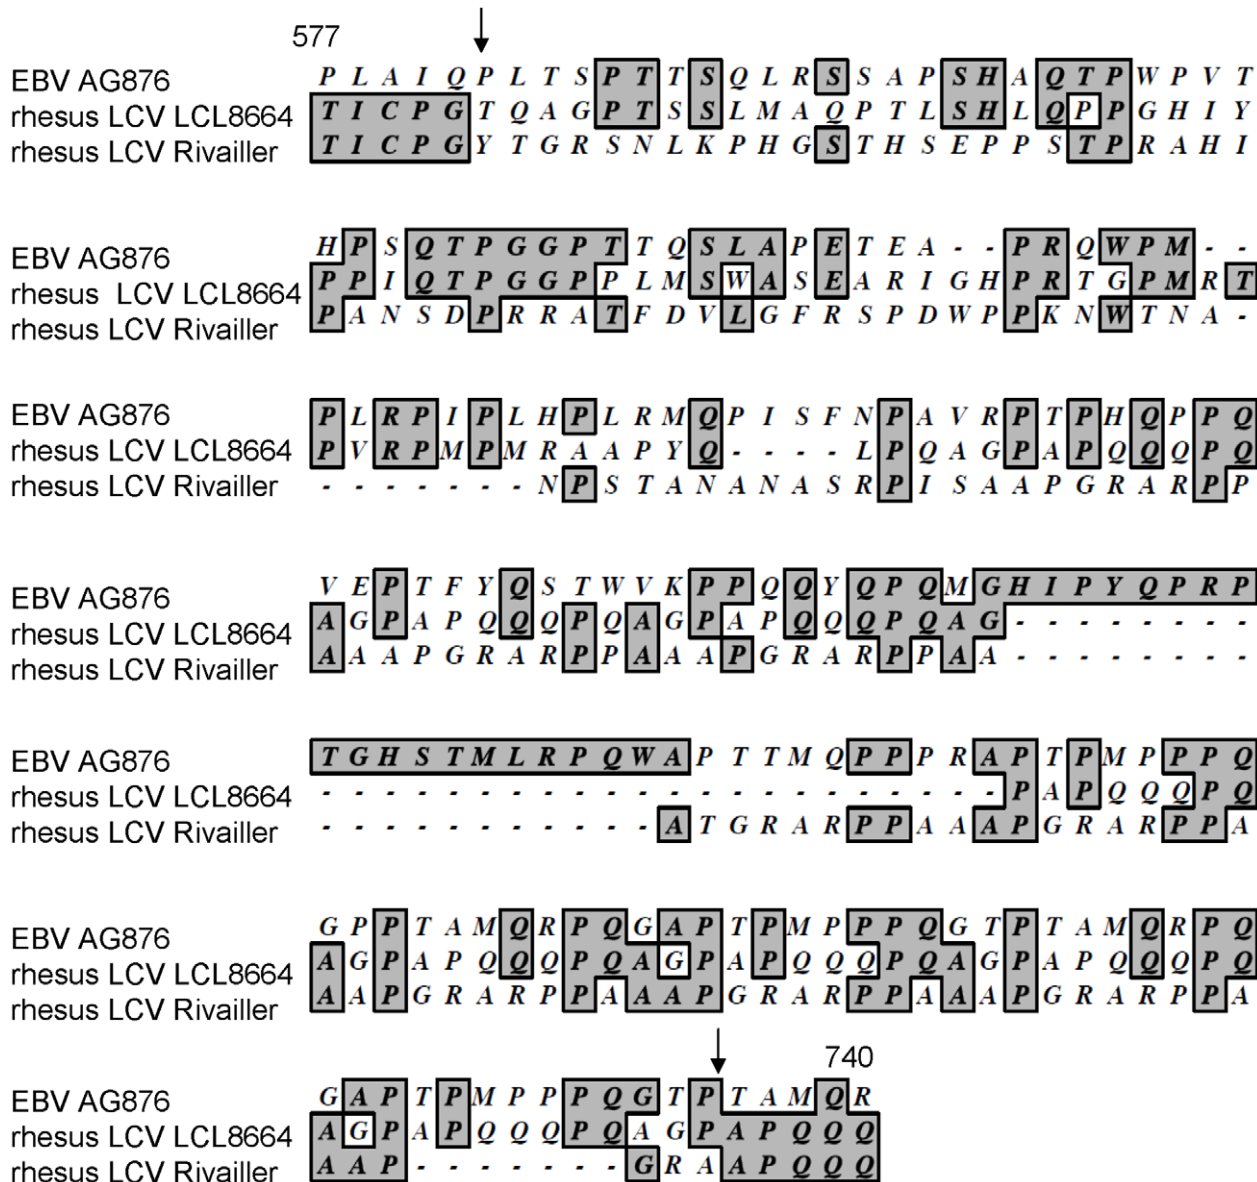 577
EBV AG876 P L A I Q P L T S P T T S Q L R S S A P S H A Q T P W P V T
rhesus LCV LCL8664 T I C P G T Q A G P T S S L M A Q P T L S H L Q P P G H I Y
rhesus LCV Rivailler T I C P G Y T G R S N L K P H G S T H S E P P S T P R A H I
EBV AG876 H P S Q T P G G P T T Q S L A P E T E A - - P R Q W P M - -
rhesus LCV LCL8664 P P I Q T P G G P P L M S W A S E A R I G H P R T G P M R T
rhesus LCV Rivailler P A N S D P R R A T F D V L G F R S P D W P P K N W T N A -
EBV AG876 P L R P I P L H P L R M Q P I S F N P A V R P T P H Q P P Q
rhesus LCV LCL8664 P V R P M P M R A A P Y Q - - - - L P Q A G P A P Q Q Q P Q
rhesus LCV Rivailler - - - - - - - N P S T A N A N A S R P I S A A P G R A R P P
EBV AG876 V E P T F Y Q S T W V K P P Q Q Y Q P Q M G H I P Y Q P R P
rhesus LCV LCL8664 A G P A P Q Q Q P Q A G P A P Q Q Q P Q A G - - - - - - - -
rhesus LCV Rivailler A A A P G R A R P P A A A P G R A R P P A A - - - - - - - -
EBV AG876 T G H S T M L R P Q W A P T T M Q P P P R A P T P M P P P Q
rhesus LCV LCL8664 - - - - - - - - - - - - - - - - - - - - - - P A P Q Q Q P Q
rhesus LCV Rivailler - - - - - - - - - - - A T G R A R P P A A A P G R A R P P A
EBV AG876 G P P T A M Q R P Q G A P T P M P P P Q G T P T A M Q R P Q
rhesus LCV LCL8664 A G P A P Q Q Q P Q A G P A P Q Q Q P Q A G P A P Q Q Q P Q
rhesus LCV Rivailler A A P G R A R P P A A A P G R A R P P A A A P G R A R P P A
740
EBV AG876 G A P T P M P P P Q G T P T A M Q R
rhesus LCV LCL8664 A G P A P Q Q Q P Q A G P A P Q Q Q
rhesus LCV Rivailler A A P - - - - - - - G R A A P Q Q Q